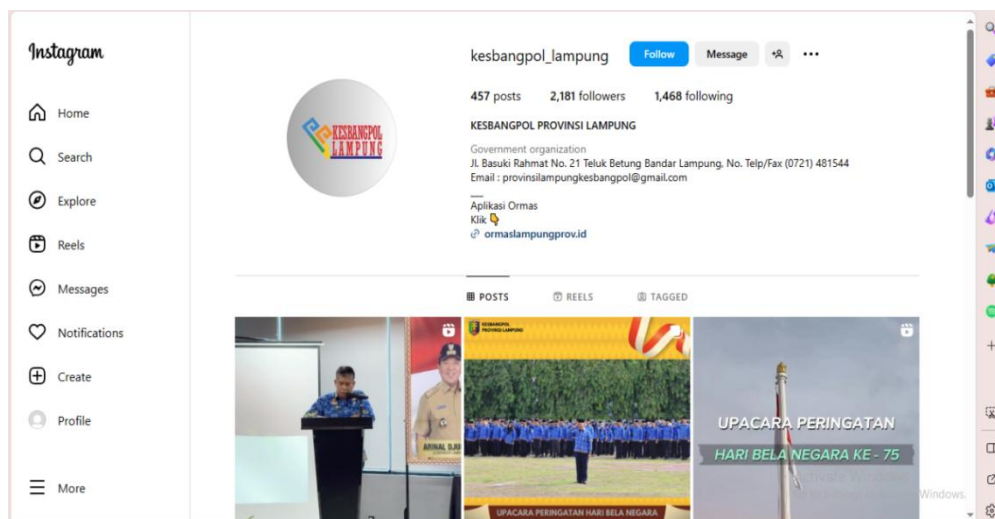 Instagram
Home
Search
Explore
Reels
Messages
Notifications
Create
Profile
More
kesbangpol_lampung
Follow
Message
457 posts 2,181 followers 1,468 following
KESBANGPOL PROVINSI LAMPUNG
Government organization
Jl. Basuki Rahmat No. 21 Teluk Betung Bandar Lampung, No. Telp/Fax (0721) 481544
Email : provinsilampungkesbangpol@gmail.com
Aplikasi Ormas
Klik 👇
ormaslampungprov.id
KESBANGPOL
LAMPUNG
POSTS REELS TAGGED
KESBANGPOL
PROVINSI LAMPUNG
UPACARA PERINGATAN HARI BELA NEGARA
UPACARA PERINGATAN
HARI BELA NEGARA KE - 75
Activate Windows
Windows.